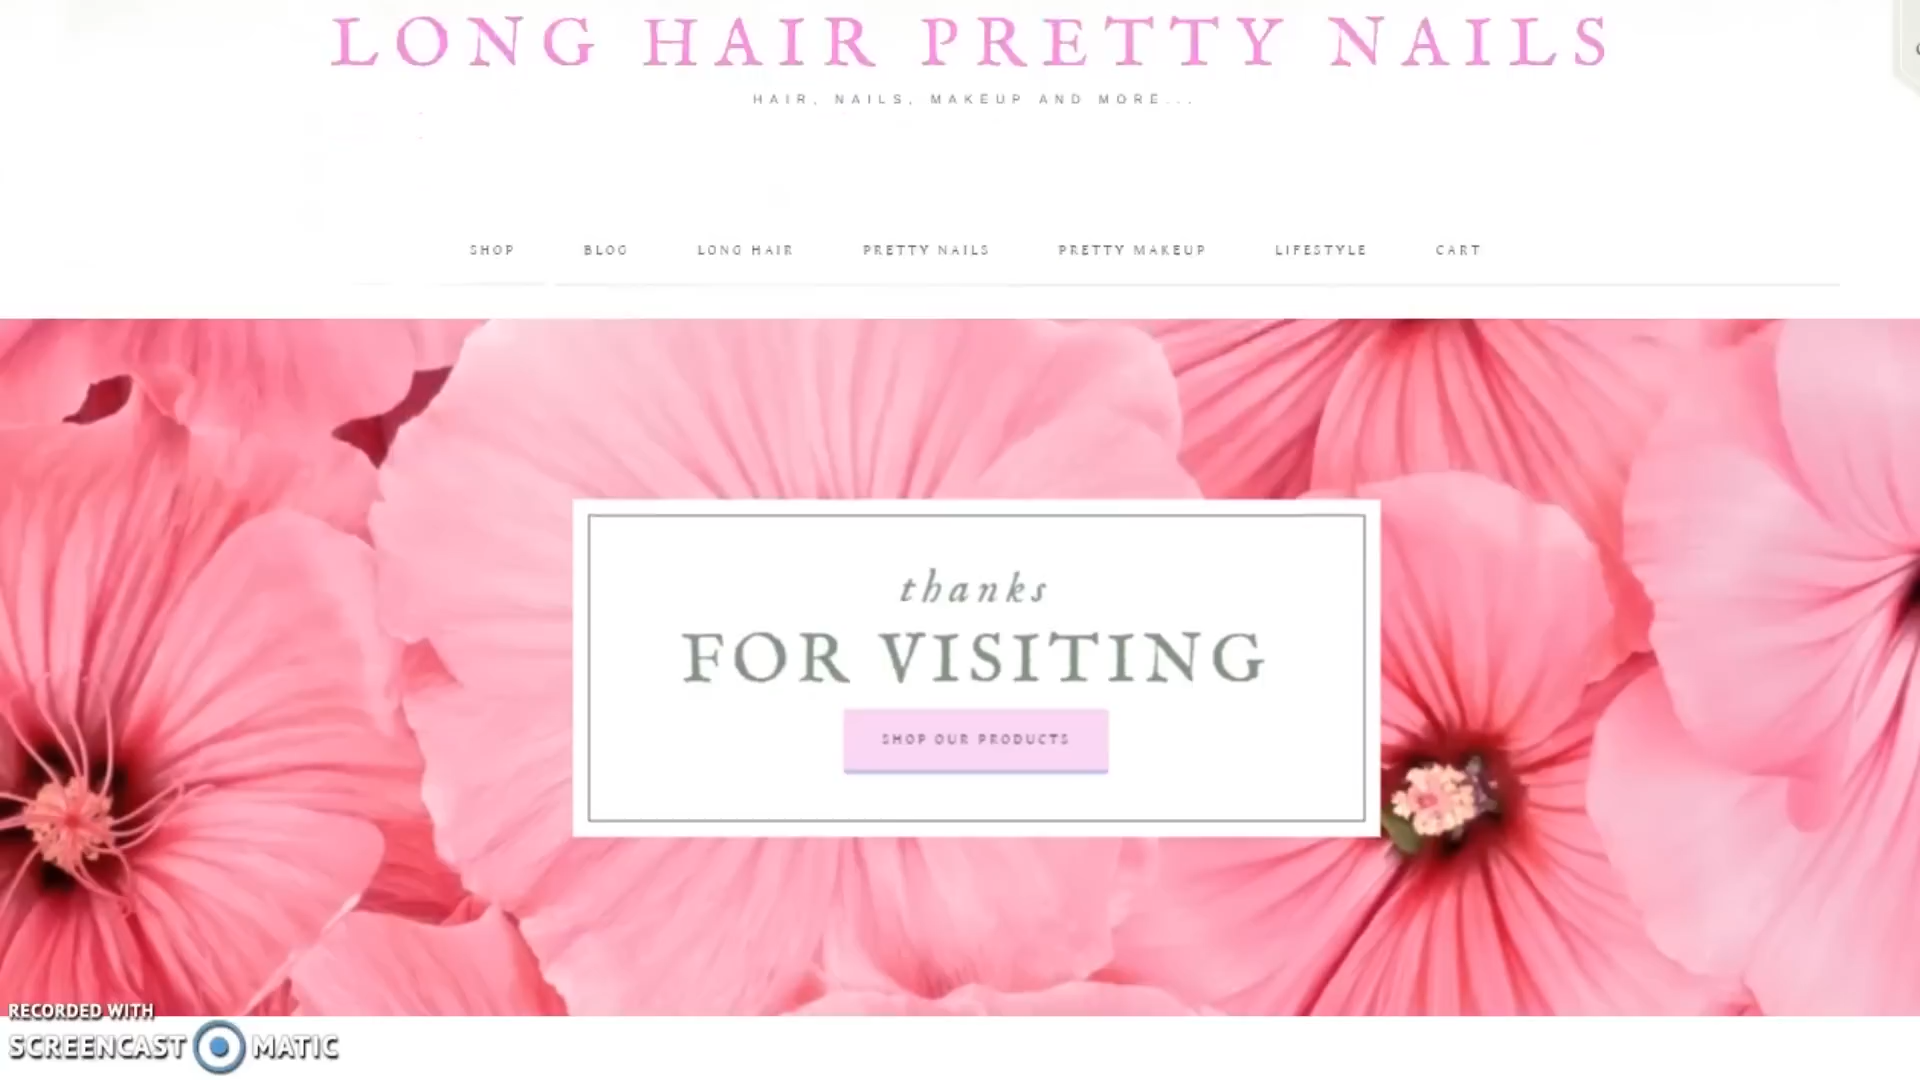 LONG HAIR PRETTY NAILS
HAIR, NAILS, MAKEUP AND MORE...
SHOP BLOG LONG HAIR PRETTY NAILS PRETTY MAKEUP LIFESTYLE CART
thanks
FOR VISITING
SHOP OUR PRODUCTS
RECORDED WITH
SCREENCAST MATIC